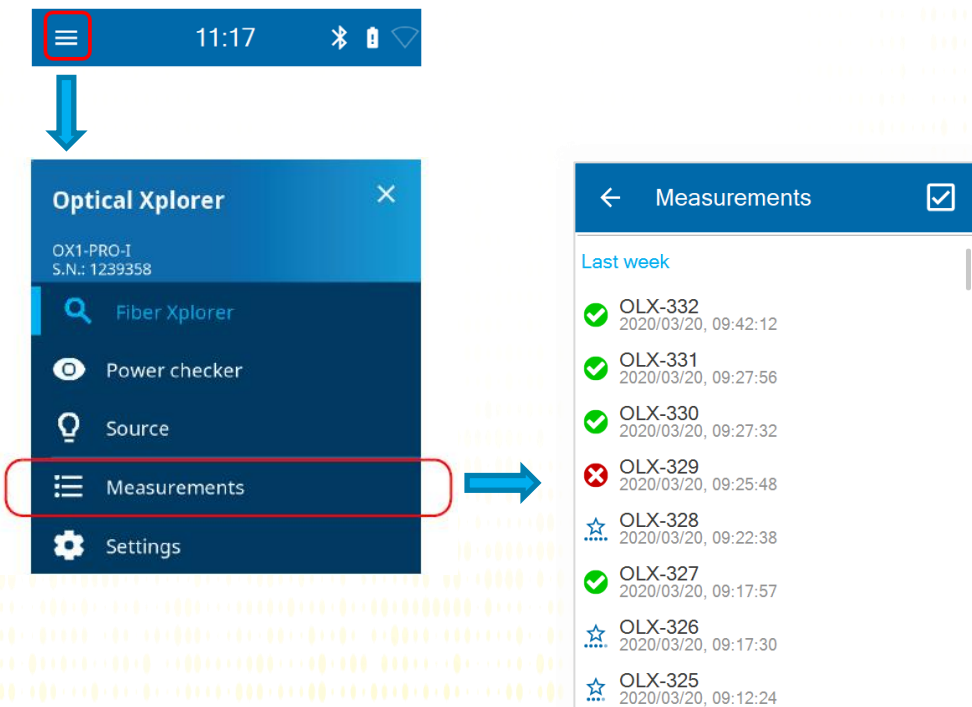 11:17
Optical Xplorer
OX1-PRO-I
S.N.: 1239358
Fiber Xplorer
Power checker
Source
Measurements
Settings
Measurements
Last week
OLX-332
2020/03/20, 09:42:12
OLX-331
2020/03/20, 09:27:56
OLX-330
2020/03/20, 09:27:32
OLX-329
2020/03/20, 09:25:48
OLX-328
2020/03/20, 09:22:38
OLX-327
2020/03/20, 09:17:57
OLX-326
2020/03/20, 09:17:30
OLX-325
2020/03/20, 09:12:24